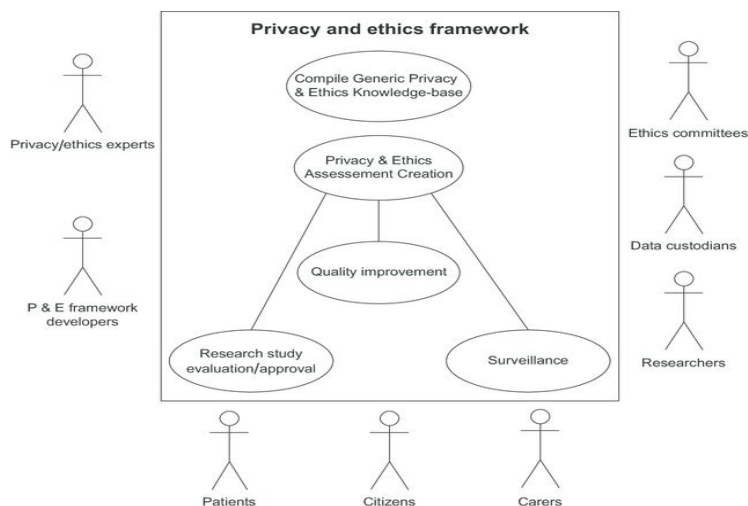 Privacy and ethics framework
Compile Generic Privacy
& Ethics Knowledge-base
Privacy/ethics experts
Ethics committees
Privacy & Ethics
Assessement Creation
Data custodians
Quality improvement
P & E framework
developers
Research study
evaluation/approval
Surveillance
Researchers
Patients
Citizens
Carers